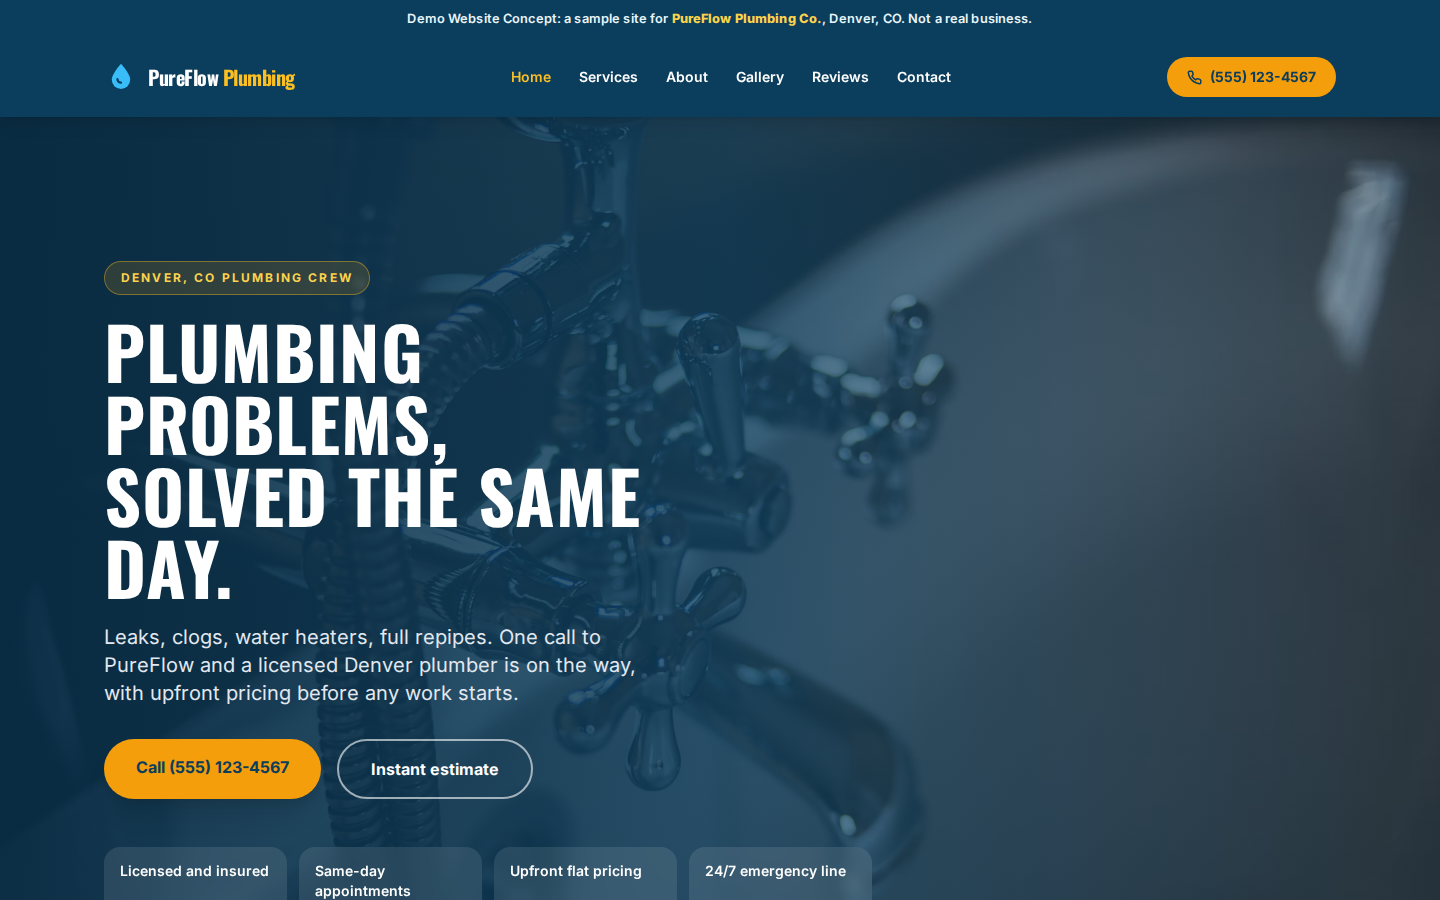 Demo Website Concept: a sample site for PureFlow Plumbing Co., Denver, CO. Not a real business.
PureFlow Plumbing
Home
Services
About
Gallery
Reviews
Contact
(555) 123-4567
DENVER, CO PLUMBING CREW
PLUMBING
PROBLEMS,
SOLVED THE SAME
DAY.
Leaks, clogs, water heaters, full repipes. One call to
PureFlow and a licensed Denver plumber is on the way,
with upfront pricing before any work starts.
Call (555) 123-4567
Instant estimate
Licensed and insured
Same-day
appointments
Upfront flat pricing
24/7 emergency line